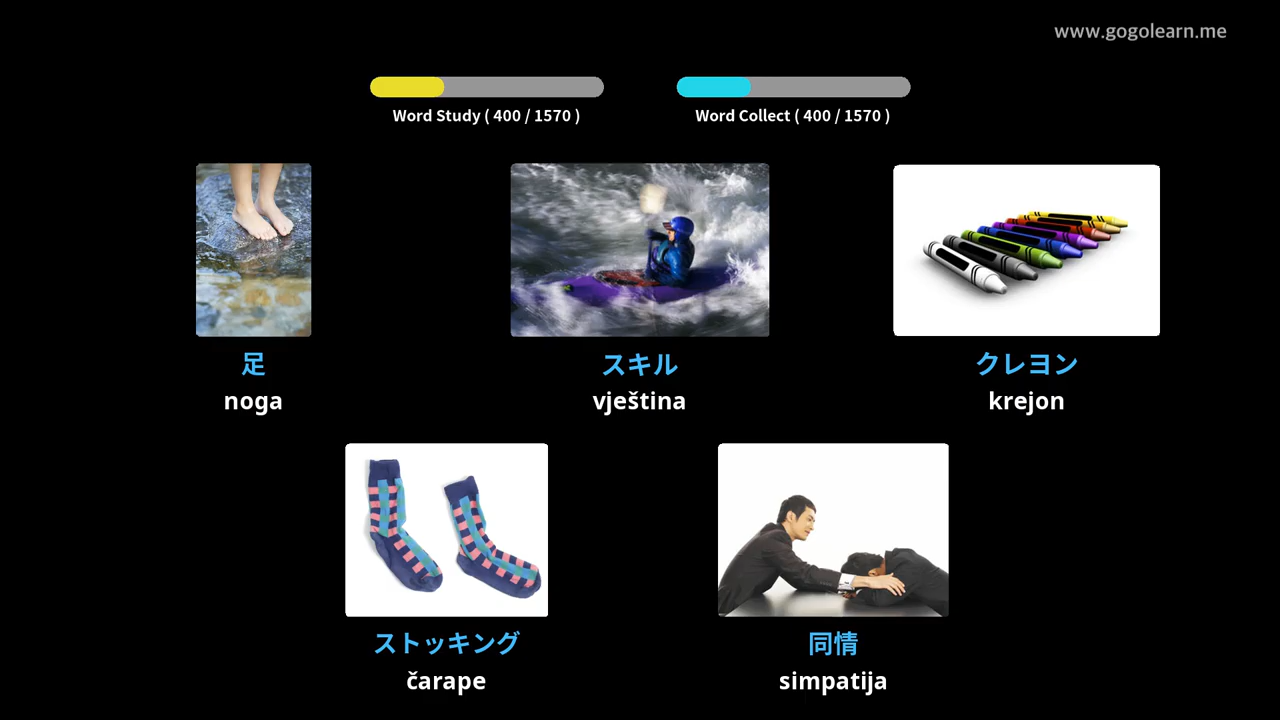 www.gogolearn.me
Word Study ( 400 / 1570 )
Word Collect ( 400 / 1570 )
足
noga
スキル
vještina
クレヨン
krejon
ストッキング
čarape
同情
simpatija